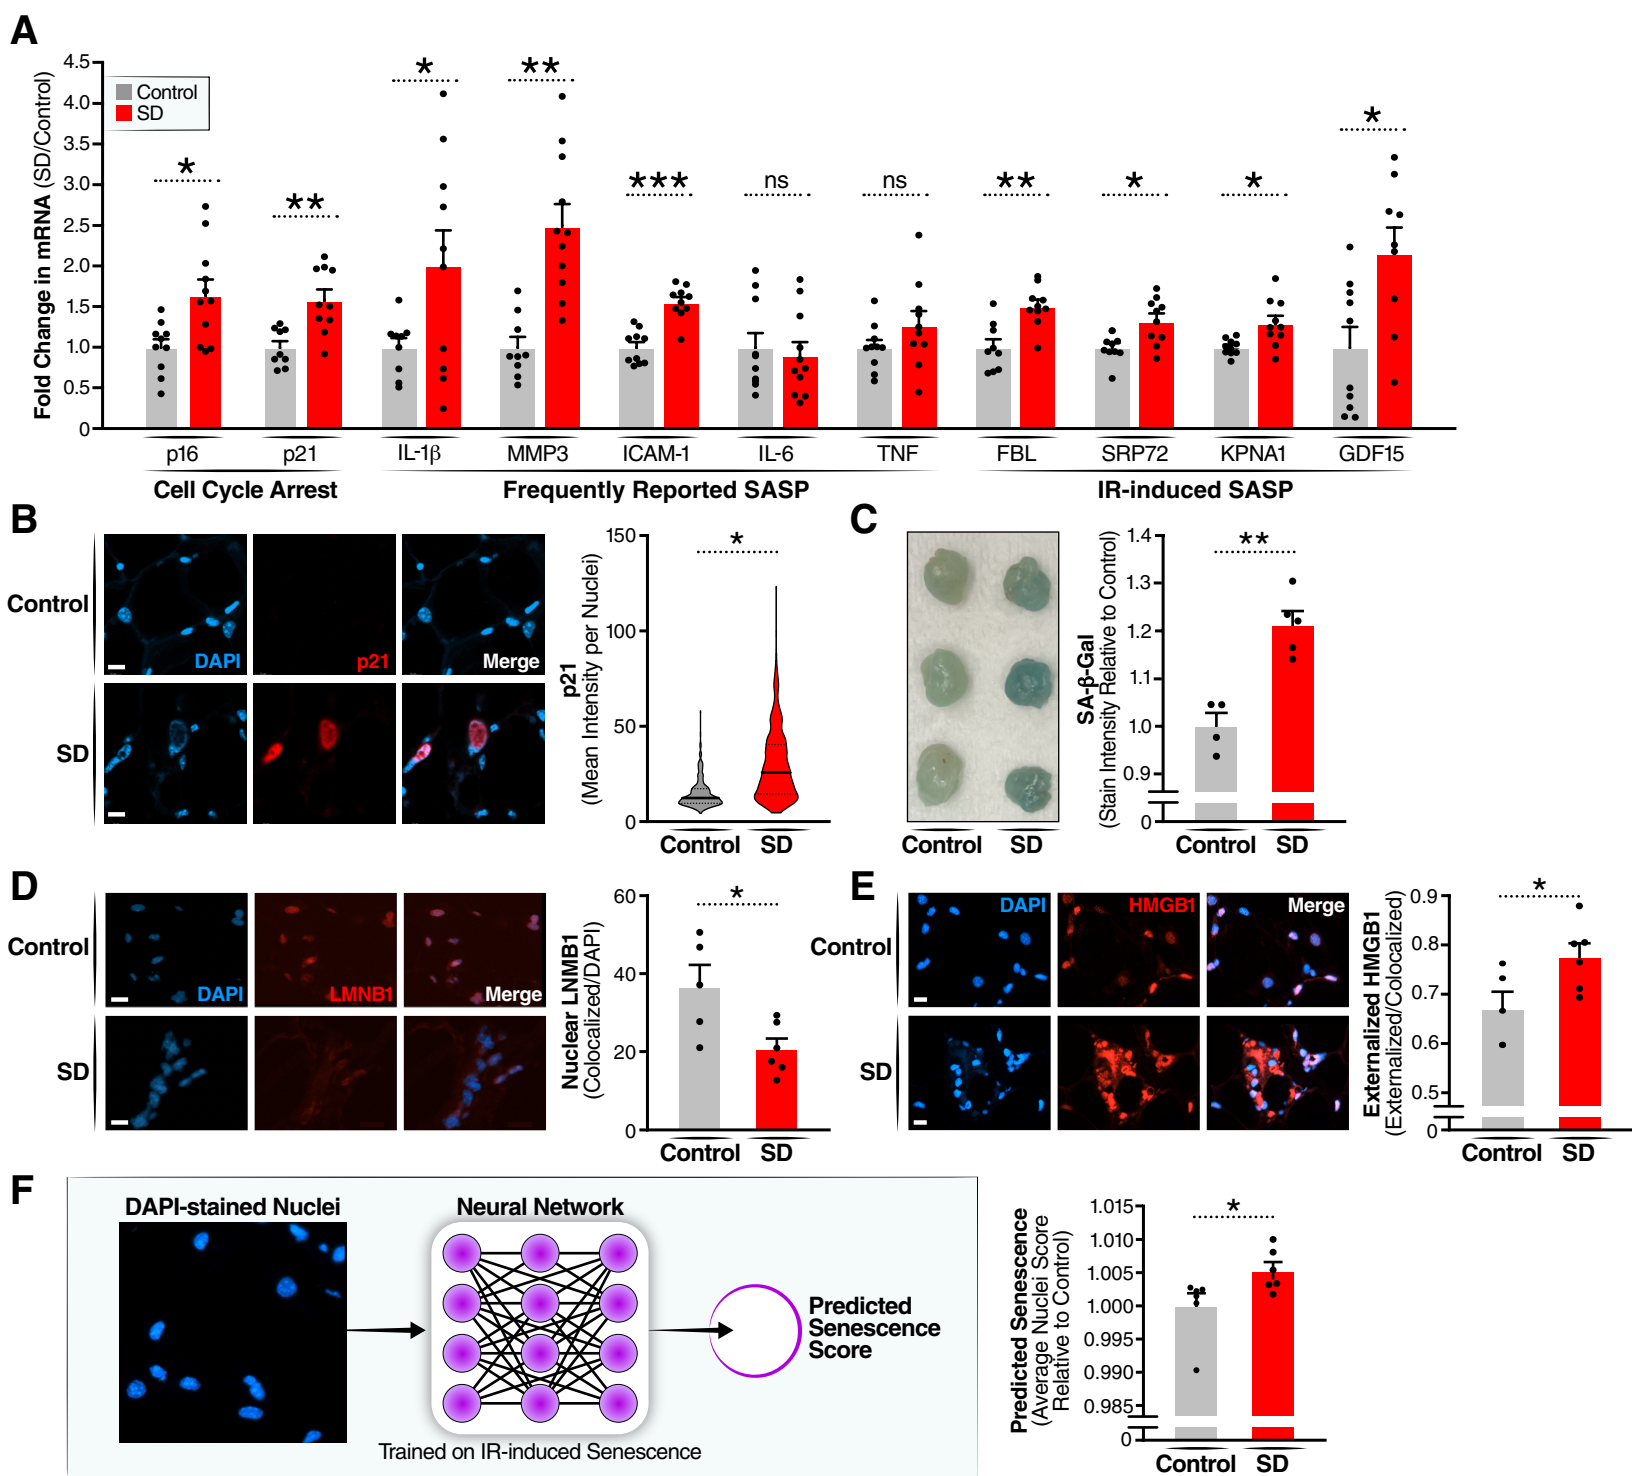 A
Fold Change in mRNA (SD/Control)
4.5
4.0
3.5
3.0
2.5
2.0
1.5
1.0
0.5
0
Control
SD
*
**
*
**
***
ns
ns
**
*
*
*
p16
p21
IL-1β
MMP3
ICAM-1
IL-6
TNF
FBL
SRP72
KPNA1
GDF15
Cell Cycle Arrest
Frequently Reported SASP
IR-induced SASP
B
Control
DAPI
p21
Merge
SD
p21
(Mean Intensity per Nuclei)
150
100
50
0
*
Control
SD
C
Control
SD
SA-β-Gal
(Stain Intensity Relative to Control)
1.4
1.3
1.2
1.1
1.0
0.9
0
**
Control
SD
D
Control
DAPI
LMNB1
Merge
SD
Nuclear LNMB1
(Colocalized/DAPI)
60
40
20
0
*
Control
SD
E
Control
DAPI
HMGB1
Merge
SD
Externalized HMGB1
(Externalized/Colocalized)
0.9
0.8
0.7
0.6
0.5
0
*
Control
SD
F
DAPI-stained Nuclei
Neural Network
Trained on IR-induced Senescence
Predicted
Senescence
Score
Predicted Senescence
(Average Nuclei Score
Relative to Control)
1.015
1.010
1.005
1.000
0.995
0.990
0.985
0
*
Control
SD